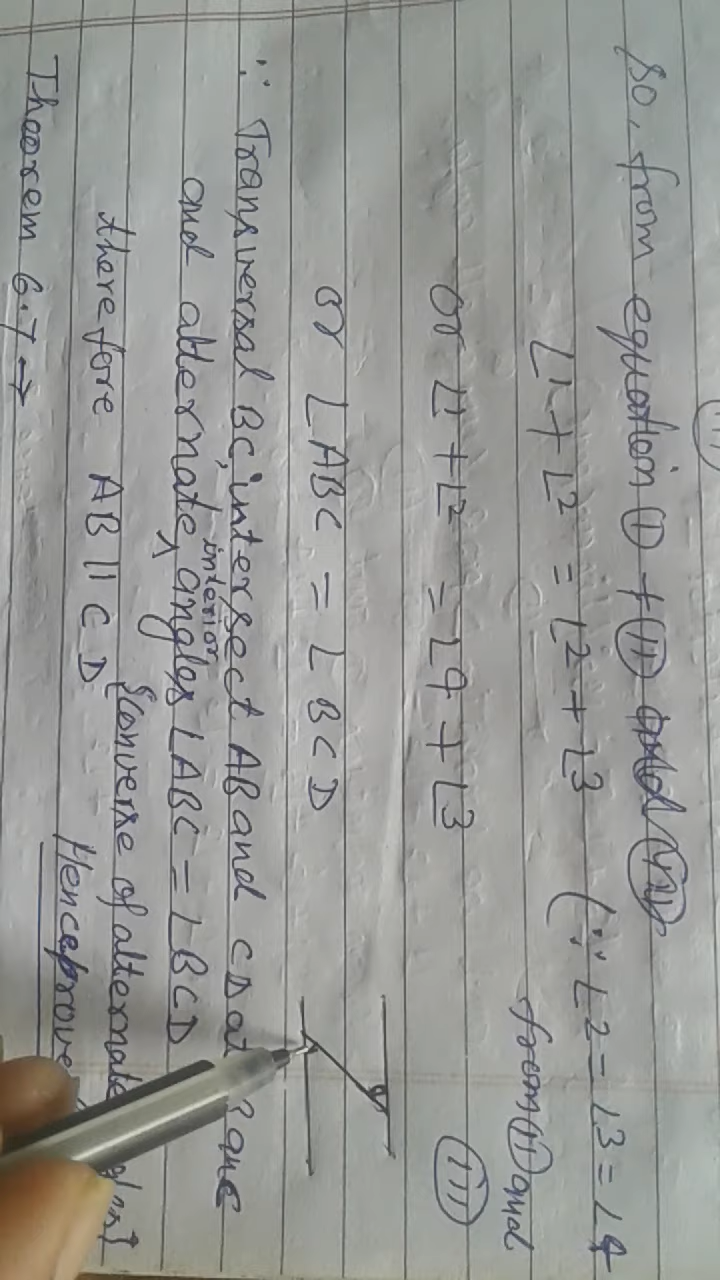 (iii)
so, from equation (i) + (ii) and (iii)
∠1 + ∠2 = ∠2 + ∠3 (∵ ∠2 = ∠3 = ∠4
from (ii) and
(iii)
or ∠1 + ∠2 = ∠4 + ∠3
or ∠ABC = ∠BCD
∵ Transversal BC, intersect AB and CD at B and
and alternate interior angles ∠ABC = ∠BCD
{converse of alternate
therefore AB || CD
Hence prove
Theorem 6.7 →